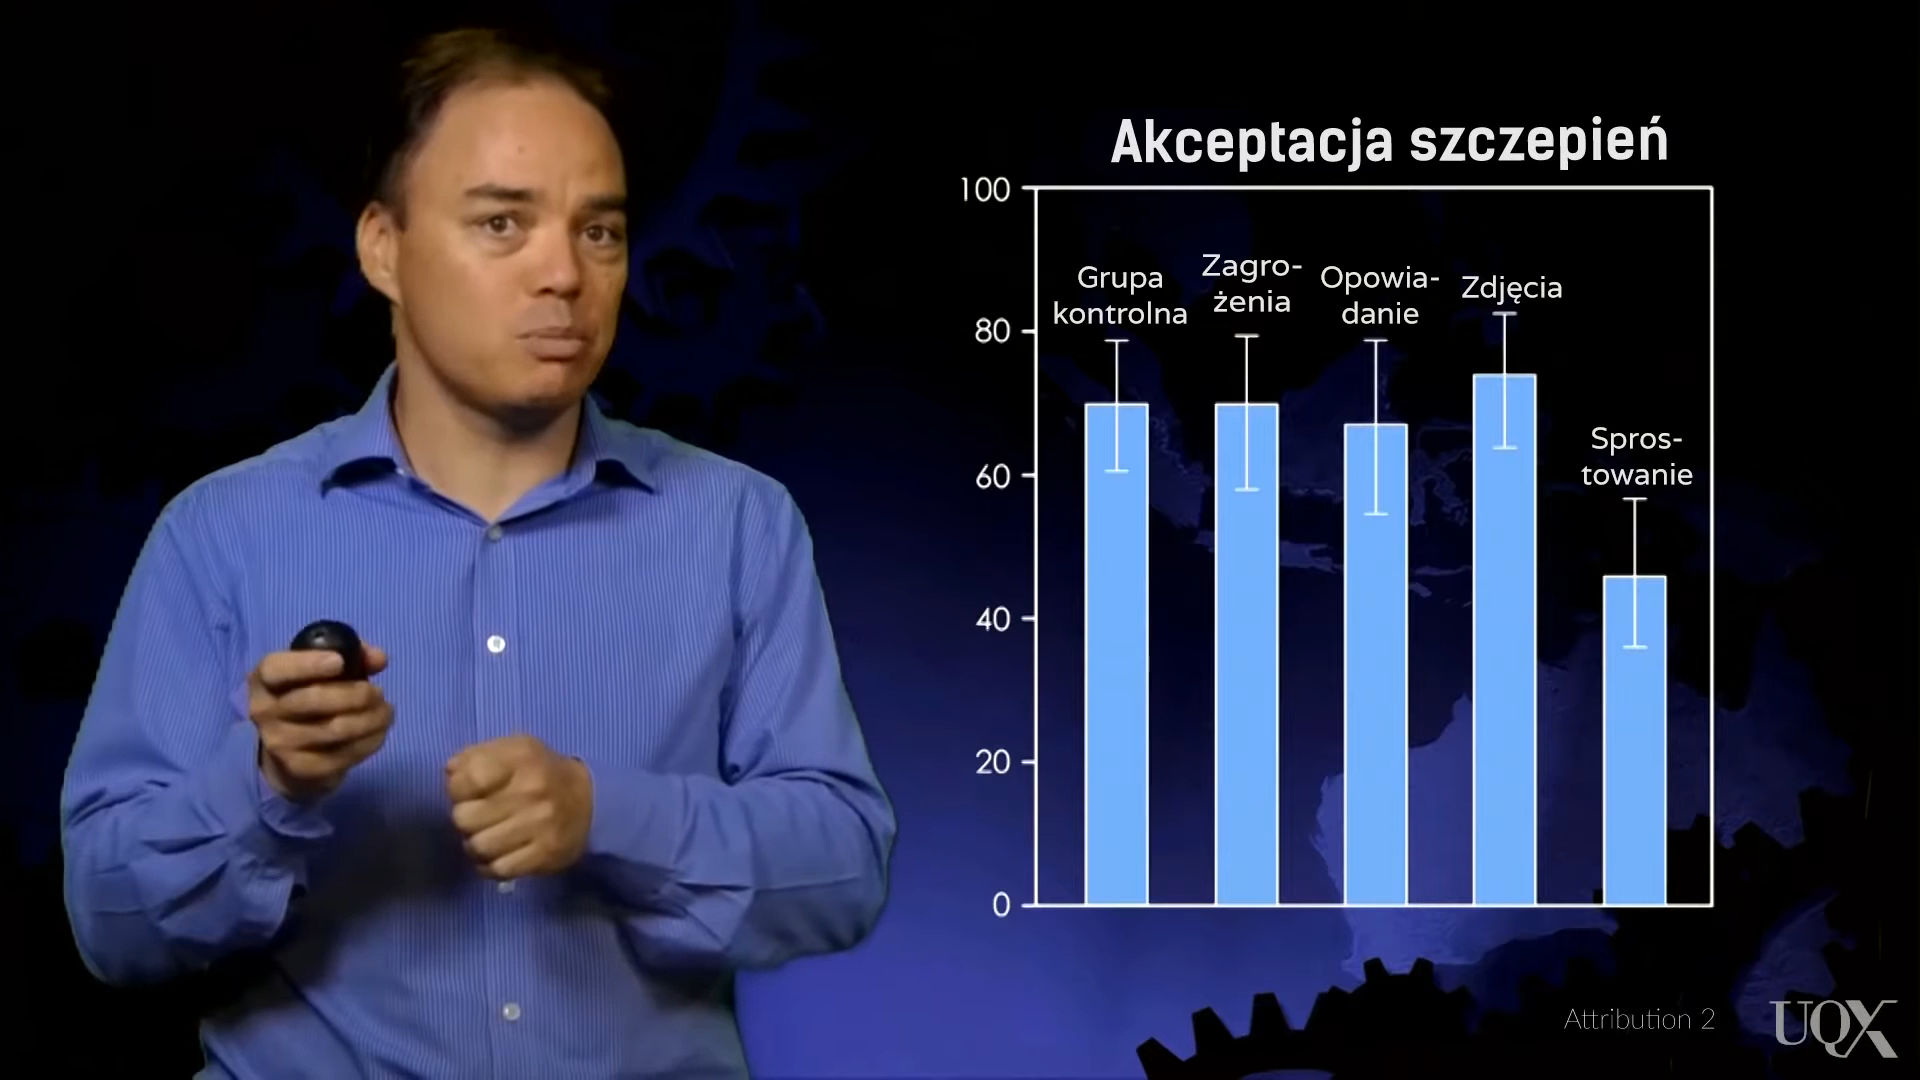 Akceptacja szczepień
100
80
60
40
20
0
Grupa
kontrolna
Zagro-
żenia
Opowia-
danie
Zdjęcia
Spros-
towanie
Attribution 2
UQX